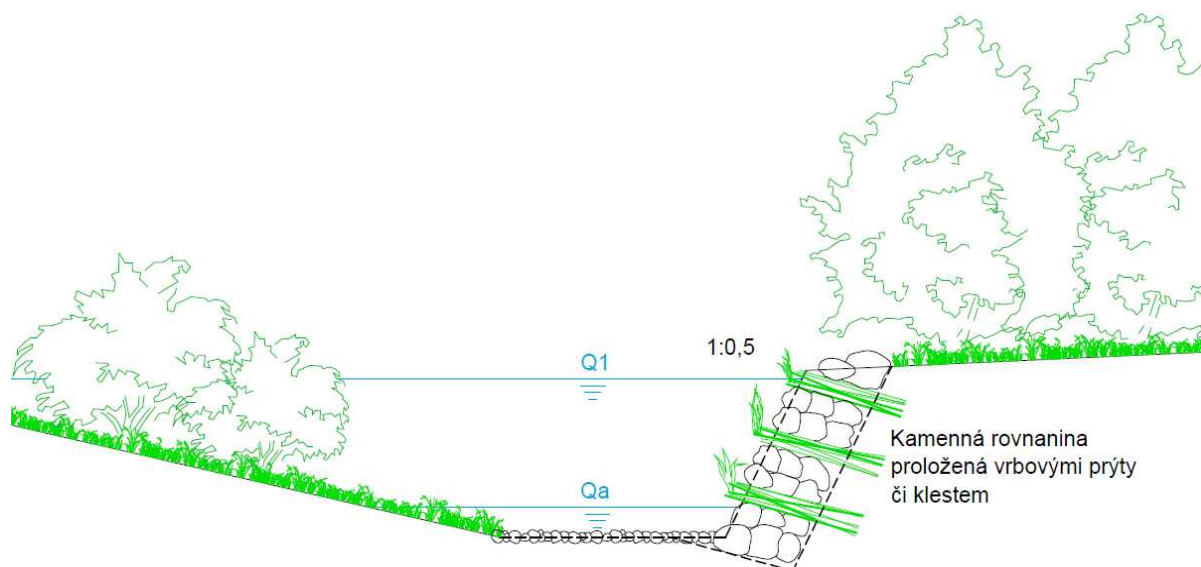 1:0,5
Q1
Kamenná rovnanina
proložená vrbovými prýty
či klestem
Qa